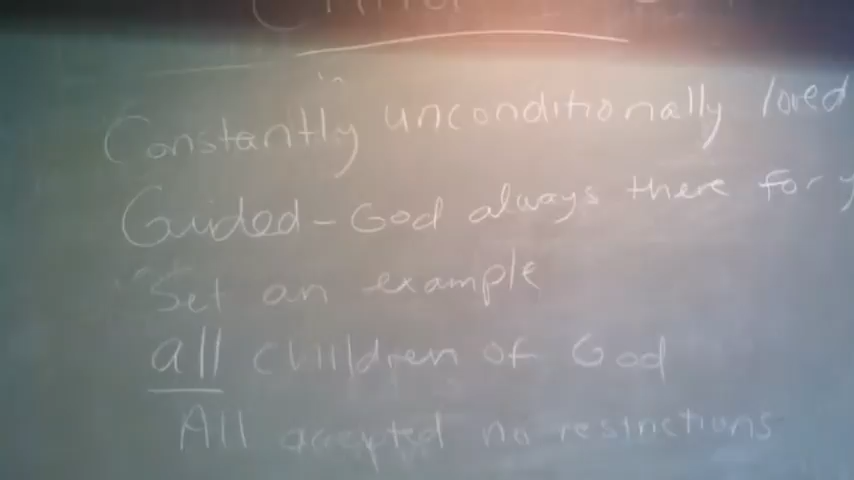 in
Constantly unconditionally loved
Guided - God always there for
Set an example
all children of God
All accepted no restrictions